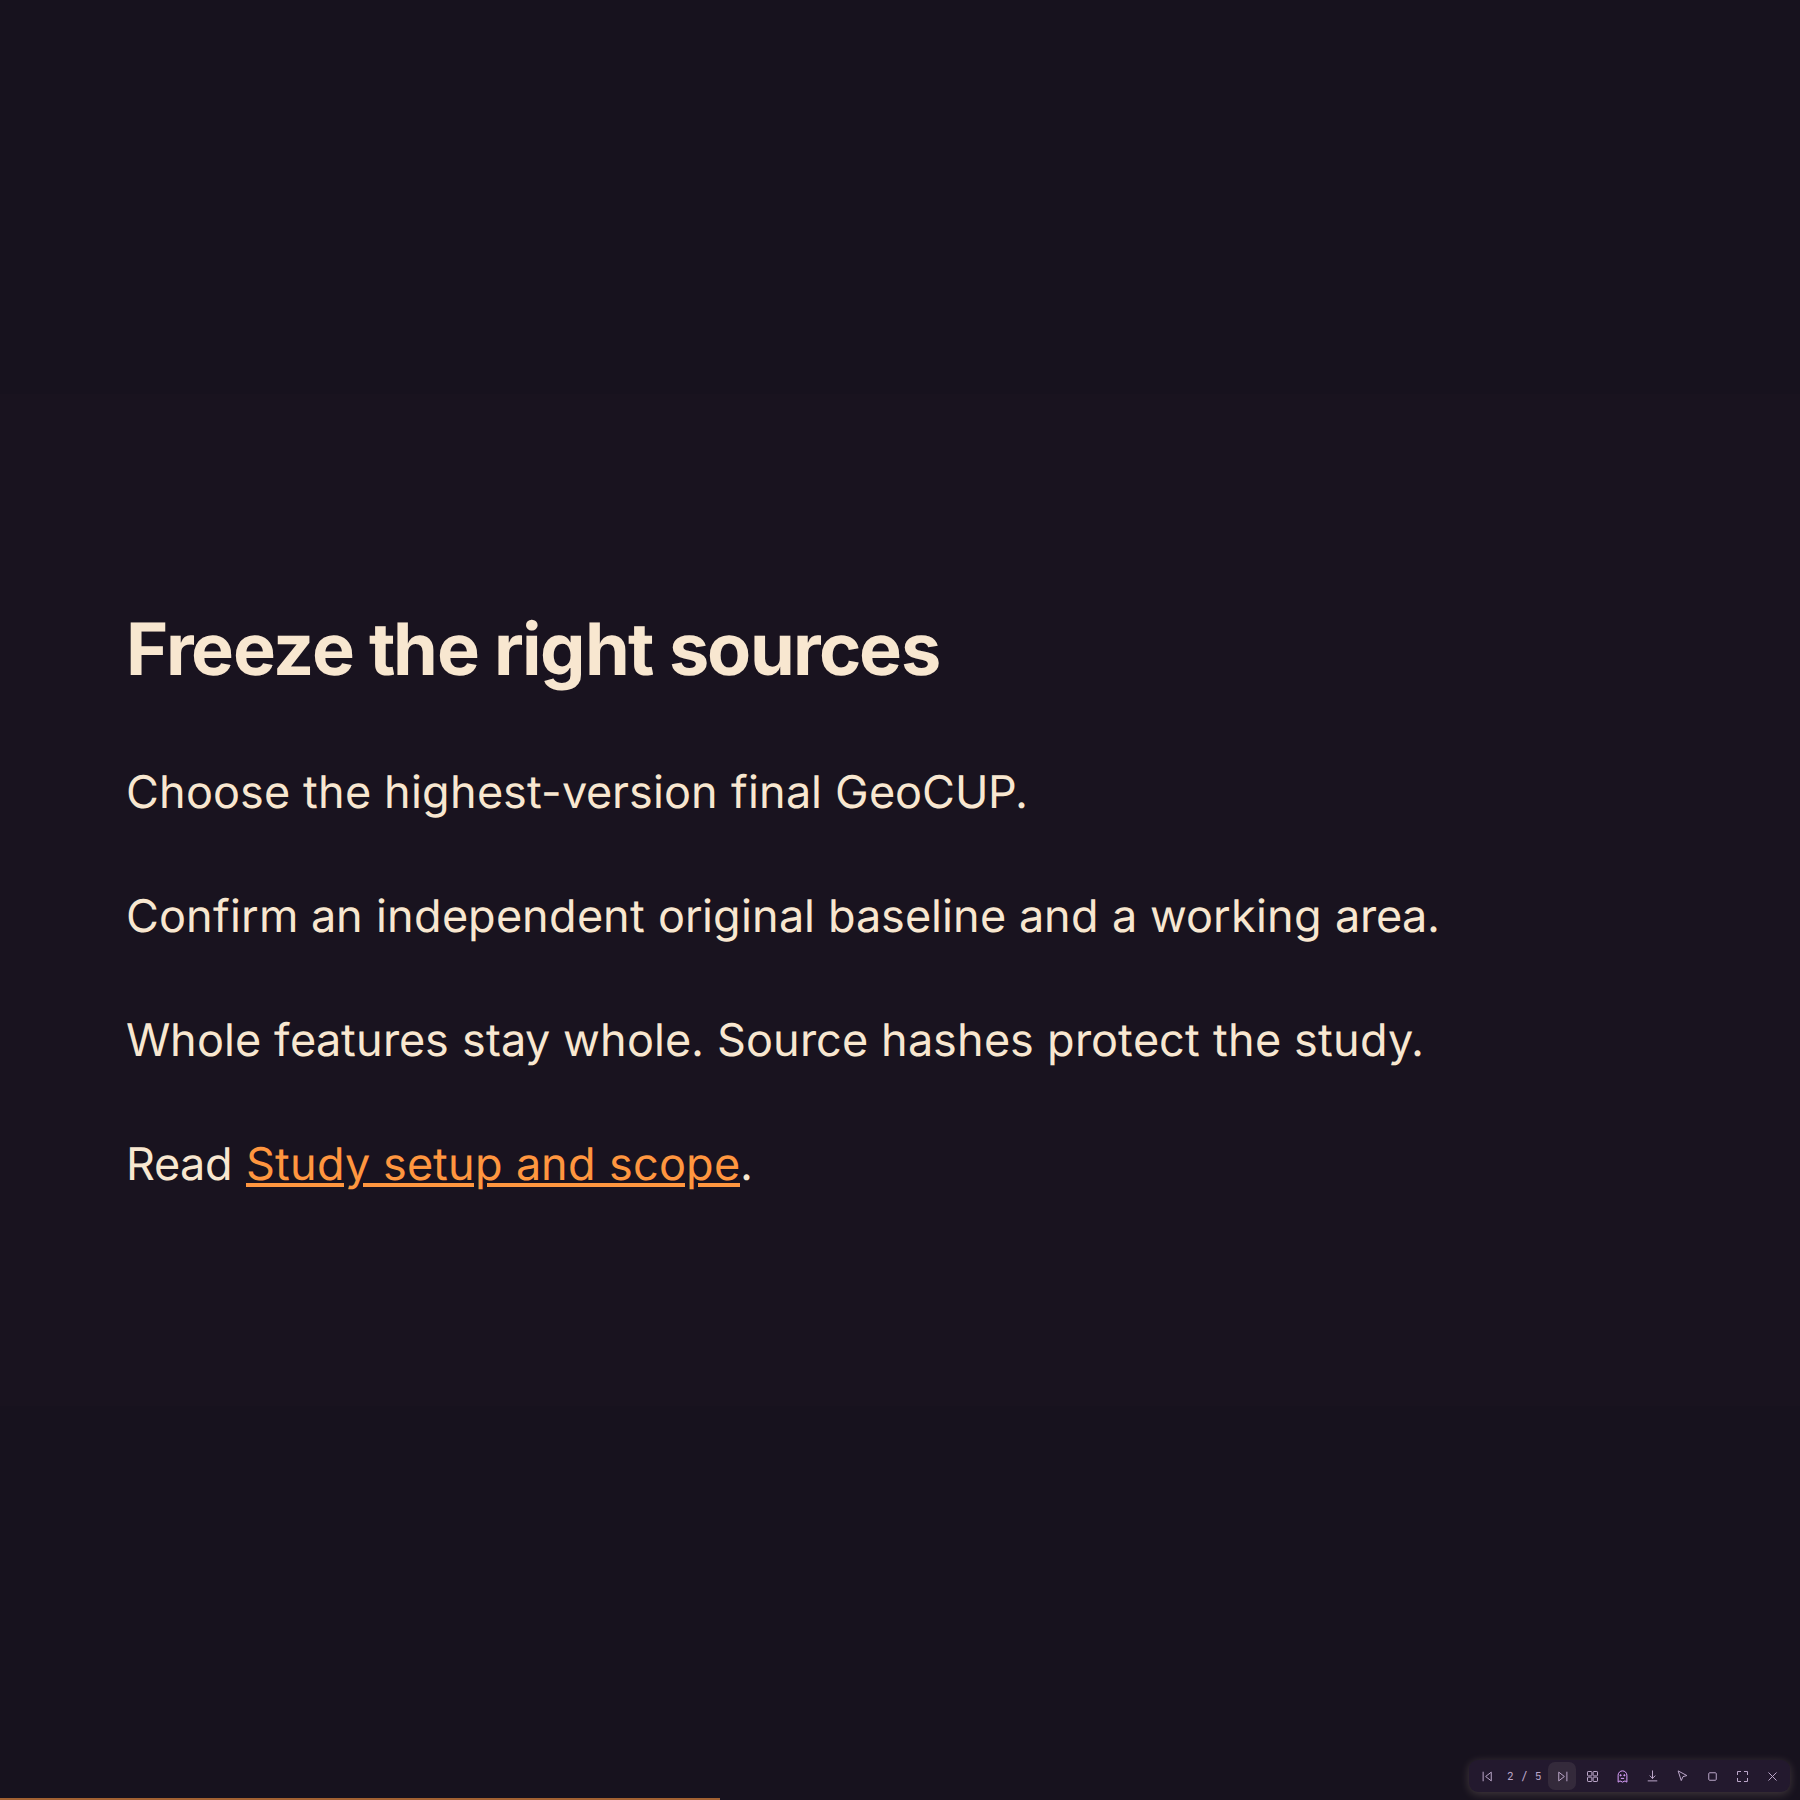 Freeze the right sources
Choose the highest-version final GeoCUP.
Confirm an independent original baseline and a working area.
Whole features stay whole. Source hashes protect the study.
Read Study setup and scope.
2 / 5